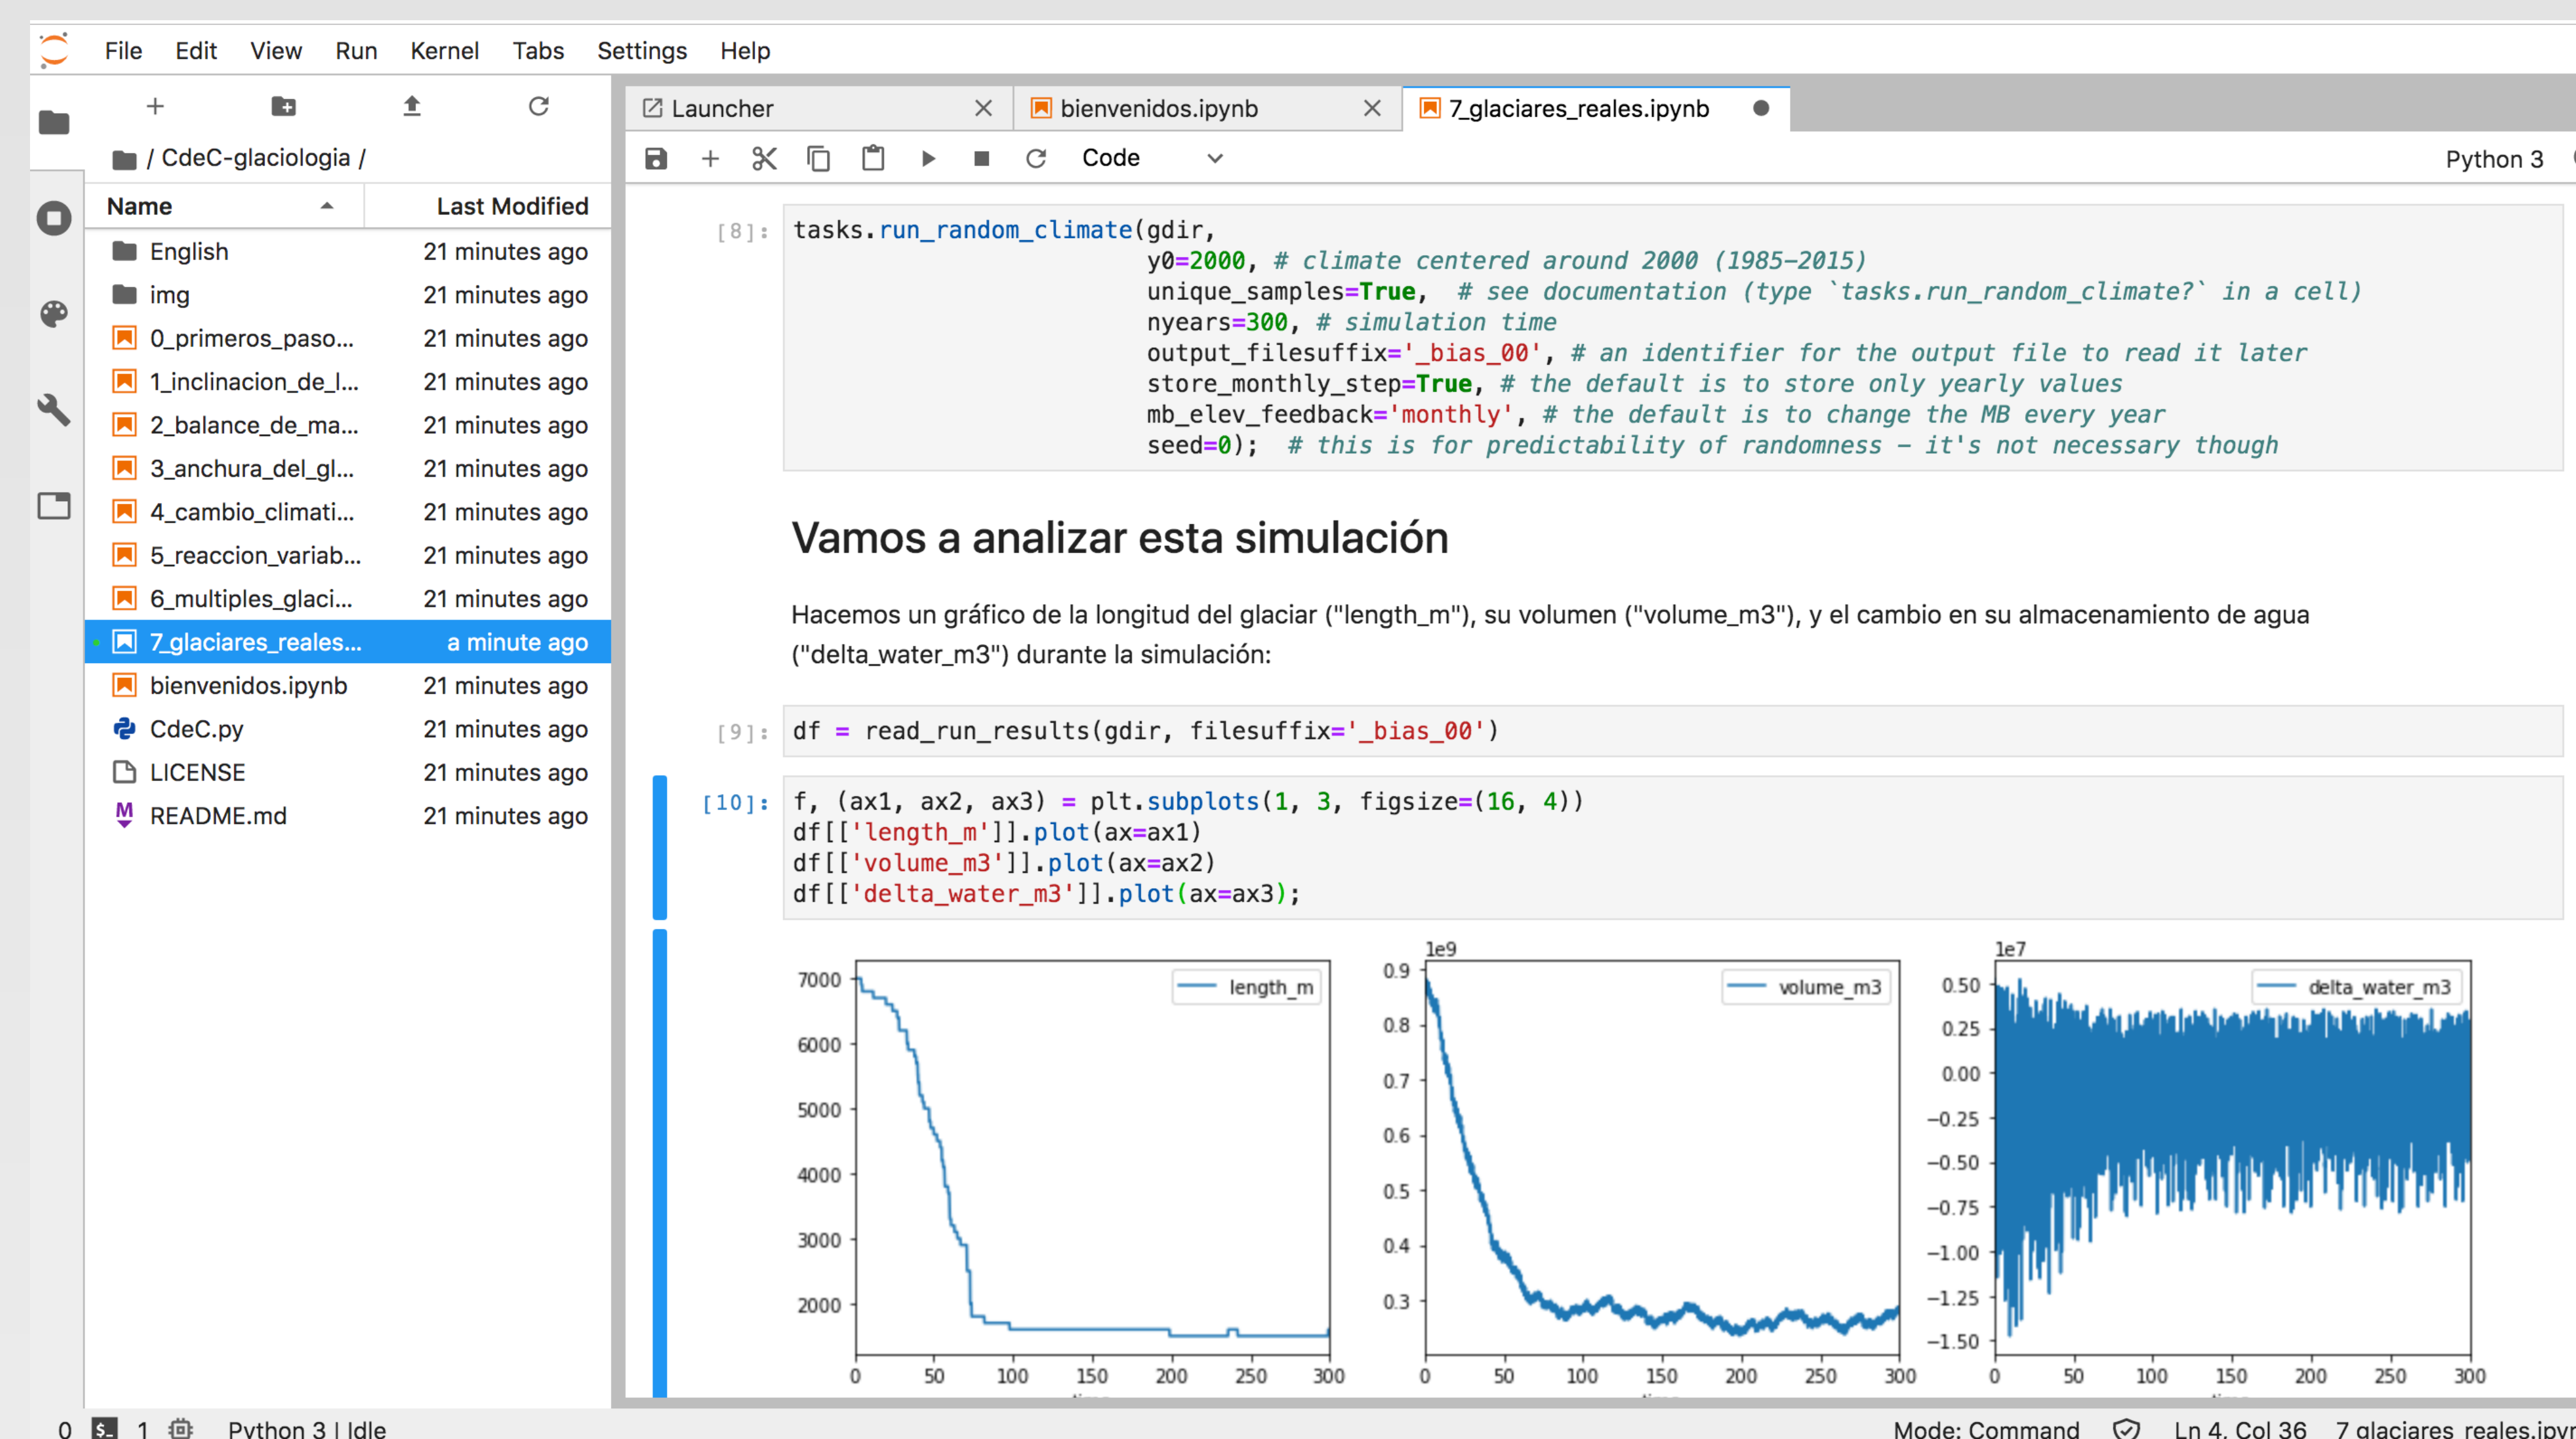 File Edit View Run Kernel Tabs Settings Help
Launcher bienvenidos.ipynb 7_glaciares_reales.ipynb
/ CdeC-glaciologia /
Code Python 3
Name Last Modified
English 21 minutes ago
img 21 minutes ago
0_primeros_paso... 21 minutes ago
1_inclinacion_de_l... 21 minutes ago
2_balance_de_ma... 21 minutes ago
3_anchura_del_gl... 21 minutes ago
4_cambio_climati... 21 minutes ago
5_reaccion_variab... 21 minutes ago
6_multiples_glaci... 21 minutes ago
7_glaciares_reales... a minute ago
bienvenidos.ipynb 21 minutes ago
CdeC.py 21 minutes ago
LICENSE 21 minutes ago
M README.md 21 minutes ago
[8]: tasks.run_random_climate(gdir,
y0=2000, # climate centered around 2000 (1985-2015)
unique_samples=True,  # see documentation (type `tasks.run_random_climate?` in a cell)
nyears=300, # simulation time
output_filesuffix='_bias_00', # an identifier for the output file to read it later
store_monthly_step=True, # the default is to store only yearly values
mb_elev_feedback='monthly', # the default is to change the MB every year
seed=0);  # this is for predictability of randomness - it's not necessary though
Vamos a analizar esta simulación
Hacemos un gráfico de la longitud del glaciar ("length_m"), su volumen ("volume_m3"), y el cambio en su almacenamiento de agua
("delta_water_m3") durante la simulación:
[9]: df = read_run_results(gdir, filesuffix='_bias_00')
[10]: f, (ax1, ax2, ax3) = plt.subplots(1, 3, figsize=(16, 4))
df[['length_m']].plot(ax=ax1)
df[['volume_m3']].plot(ax=ax2)
df[['delta_water_m3']].plot(ax=ax3);
length_m
7000
6000
5000
4000
3000
2000
0 50 100 150 200 250 300
1e9
volume_m3
0.9
0.8
0.7
0.6
0.5
0.4
0.3
0 50 100 150 200 250 300
1e7
delta_water_m3
0.50
0.25
0.00
−0.25
−0.50
−0.75
−1.00
−1.25
−1.50
0 50 100 150 200 250 300
0 $_ 1 Python 3 | Idle Mode: Command Ln 4, Col 36 7_glaciares_reales.ipyn